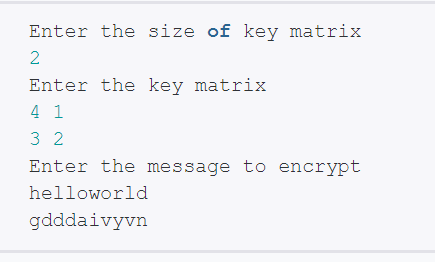 Enter the size of key matrix
2
Enter the key matrix
4 1
3 2
Enter the message to encrypt
helloworld
gdddaivyvn